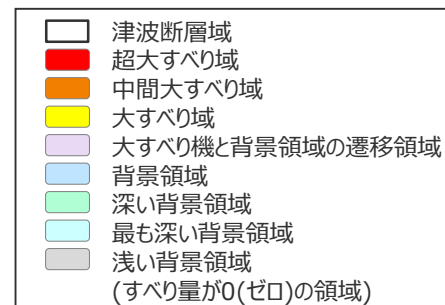 津波断層域
超大すべり域
中間大すべり域
大すべり域
大すべり機と背景領域の遷移領域
背景領域
深い背景領域
最も深い背景領域
浅い背景領域
(すべり量が0(ゼロ)の領域)